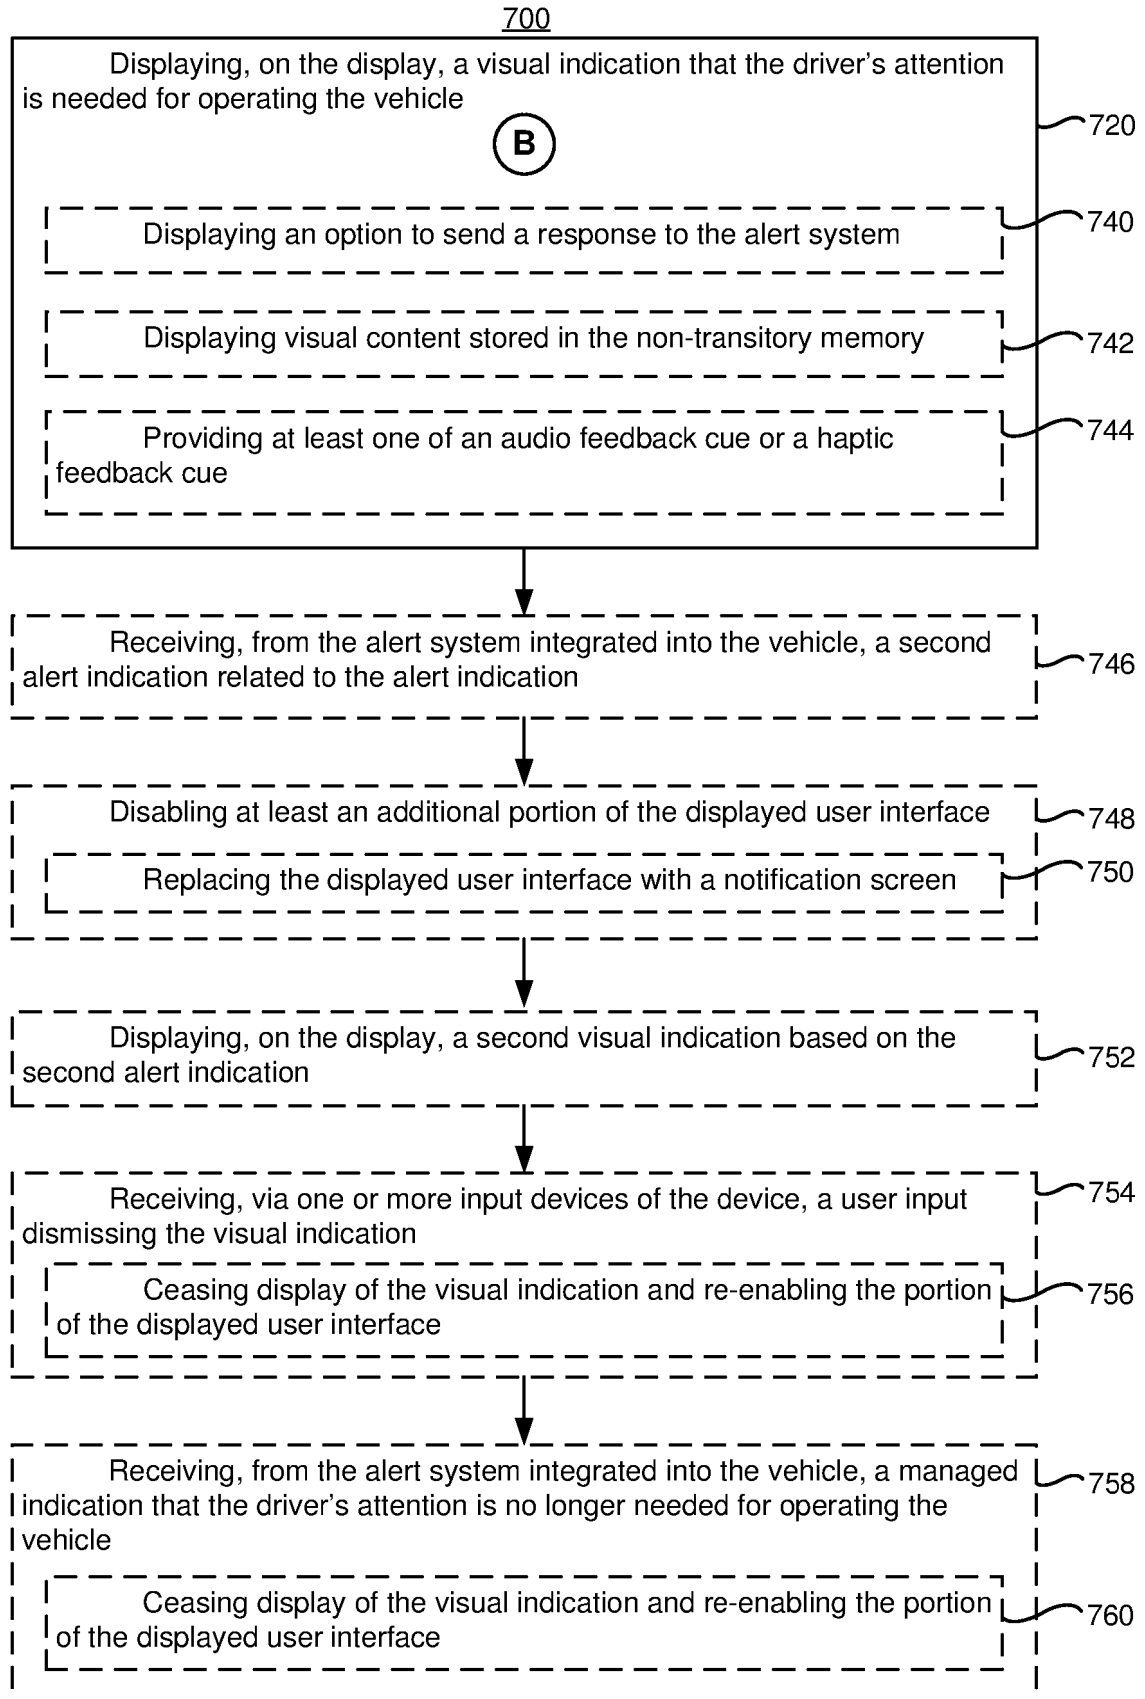 700
Displaying, on the display, a visual indication that the driver's attention
is needed for operating the vehicle
B
720
Displaying an option to send a response to the alert system
740
Displaying visual content stored in the non-transitory memory
742
Providing at least one of an audio feedback cue or a haptic
feedback cue
744
Receiving, from the alert system integrated into the vehicle, a second
alert indication related to the alert indication
746
Disabling at least an additional portion of the displayed user interface
748
Replacing the displayed user interface with a notification screen
750
Displaying, on the display, a second visual indication based on the
second alert indication
752
Receiving, via one or more input devices of the device, a user input
dismissing the visual indication
754
Ceasing display of the visual indication and re-enabling the portion
of the displayed user interface
756
Receiving, from the alert system integrated into the vehicle, a managed
indication that the driver's attention is no longer needed for operating the
vehicle
758
Ceasing display of the visual indication and re-enabling the portion
of the displayed user interface
760